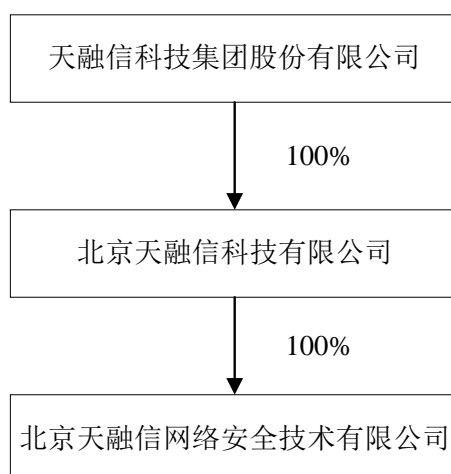 天融信科技集团股份有限公司
100%
北京天融信科技有限公司
100%
北京天融信网络安全技术有限公司